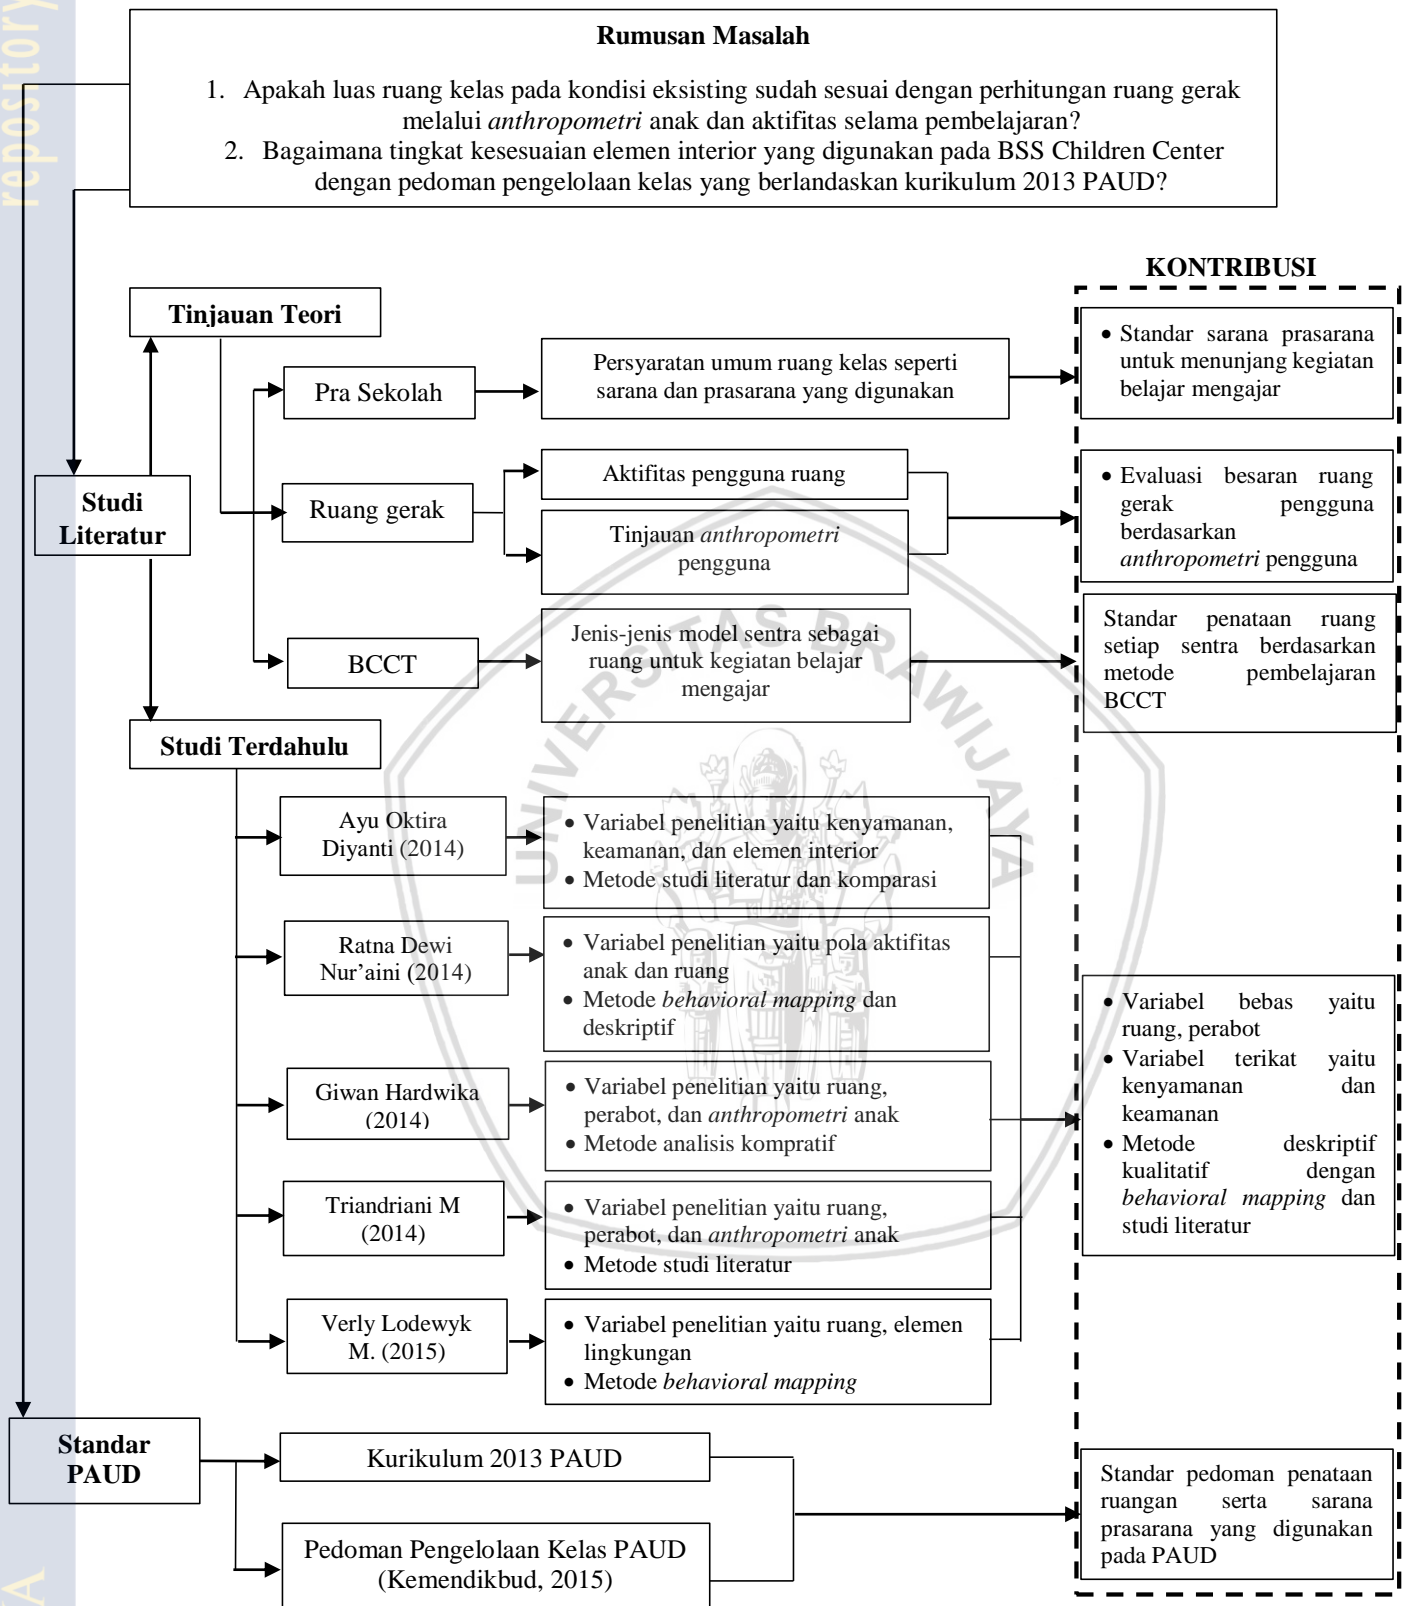 repository
Rumusan Masalah
1. Apakah luas ruang kelas pada kondisi eksisting sudah sesuai dengan perhitungan ruang gerak
melalui anthropometri anak dan aktifitas selama pembelajaran?
2. Bagaimana tingkat kesesuaian elemen interior yang digunakan pada BSS Children Center
dengan pedoman pengelolaan kelas yang berlandaskan kurikulum 2013 PAUD?
KONTRIBUSI
Studi
Literatur
Tinjauan Teori
Pra Sekolah
Persyaratan umum ruang kelas seperti
sarana dan prasarana yang digunakan
• Standar sarana prasarana
untuk menunjang kegiatan
belajar mengajar
Ruang gerak
Aktifitas pengguna ruang
Tinjauan anthropometri
pengguna
• Evaluasi besaran ruang
gerak pengguna
berdasarkan
anthropometri pengguna
BCCT
Jenis-jenis model sentra sebagai
ruang untuk kegiatan belajar
mengajar
Standar penataan ruang
setiap sentra berdasarkan
metode pembelajaran
BCCT
Studi Terdahulu
Ayu Oktira
Diyanti (2014)
• Variabel penelitian yaitu kenyamanan,
keamanan, dan elemen interior
• Metode studi literatur dan komparasi
Ratna Dewi
Nur’aini (2014)
• Variabel penelitian yaitu pola aktifitas
anak dan ruang
• Metode behavioral mapping dan
deskriptif
Giwan Hardwika
(2014)
• Variabel penelitian yaitu ruang,
perabot, dan anthropometri anak
• Metode analisis kompratif
Triandriani M
(2014)
• Variabel penelitian yaitu ruang,
perabot, dan anthropometri anak
• Metode studi literatur
Verly Lodewyk
M. (2015)
• Variabel penelitian yaitu ruang, elemen
lingkungan
• Metode behavioral mapping
• Variabel bebas yaitu
ruang, perabot
• Variabel terikat yaitu
kenyamanan dan
keamanan
• Metode deskriptif
kualitatif dengan
behavioral mapping dan
studi literatur
Standar
PAUD
Kurikulum 2013 PAUD
Pedoman Pengelolaan Kelas PAUD
(Kemendikbud, 2015)
Standar pedoman penataan
ruangan serta sarana
prasarana yang digunakan
pada PAUD
UNIVERSITAS BRAWIJAYA